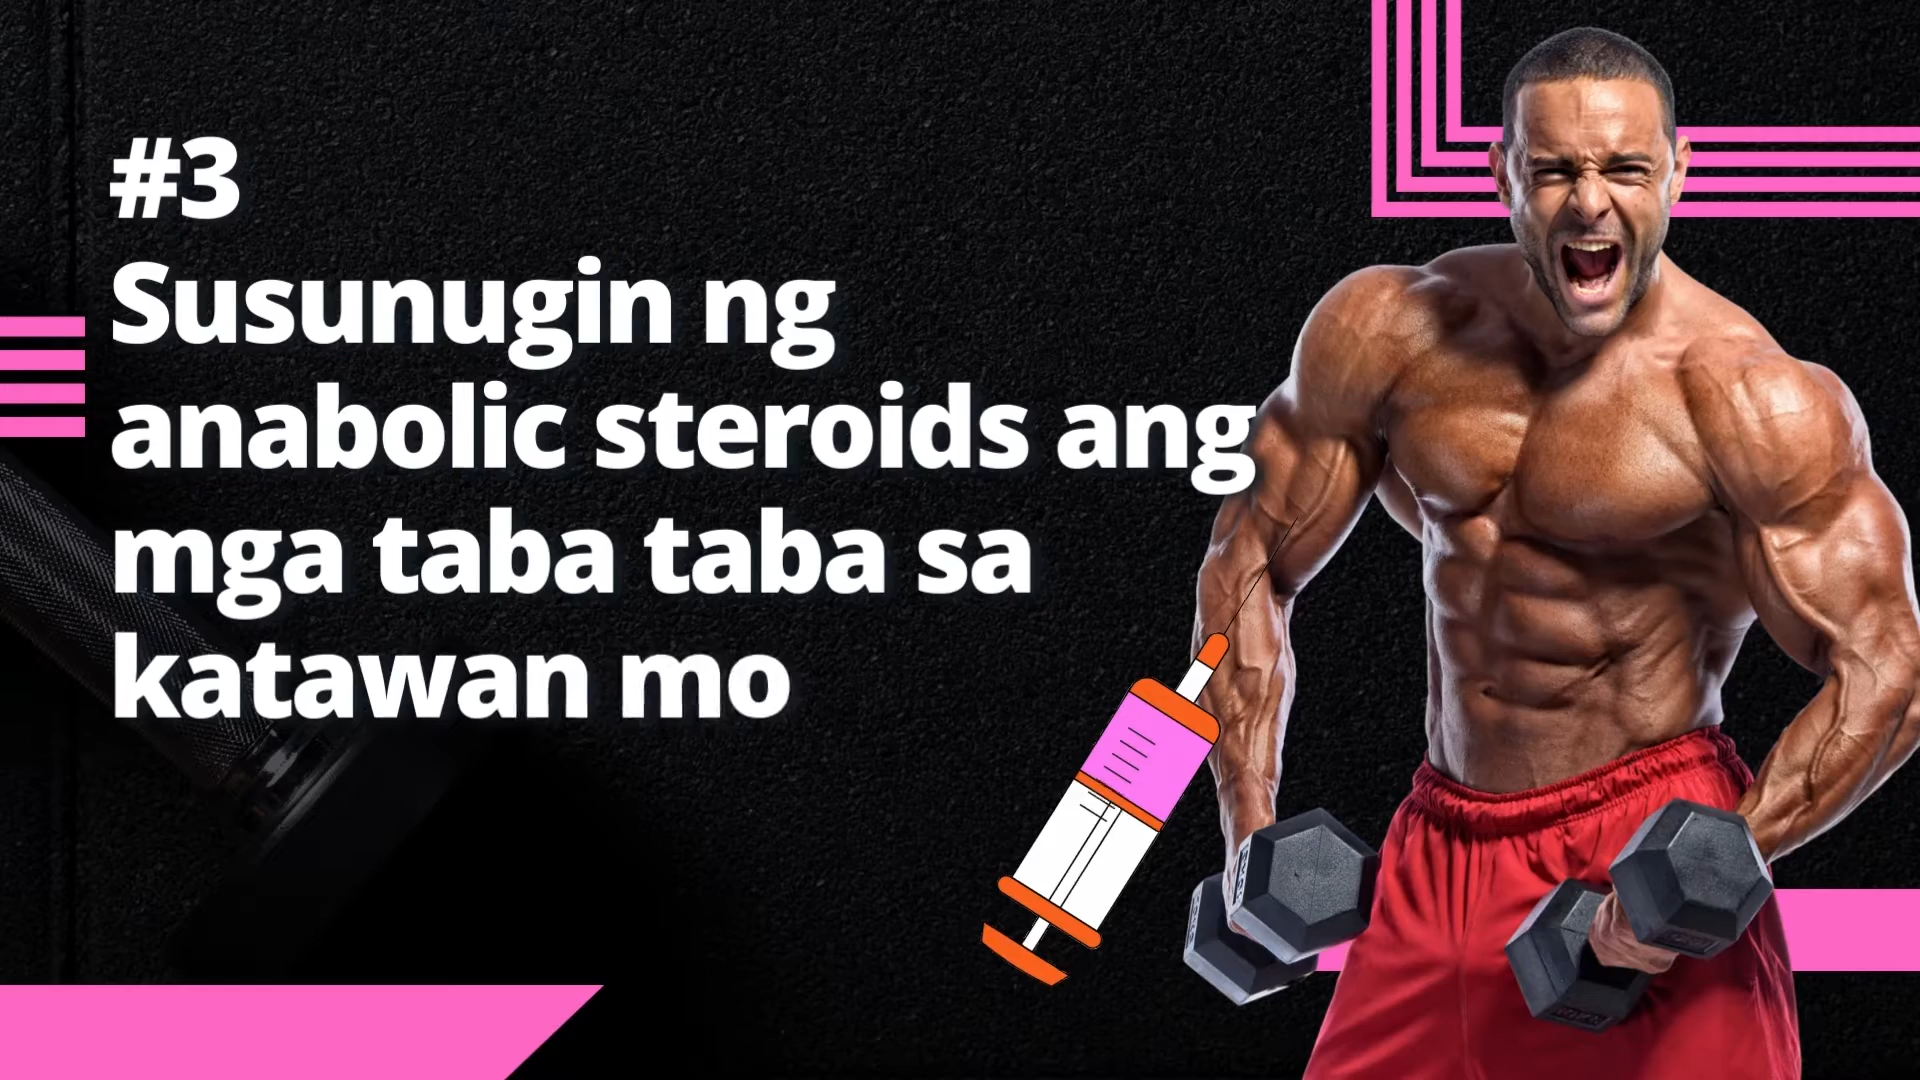 #3
Susunugin ng
anabolic steroids ang
mga taba taba sa
katawan mo